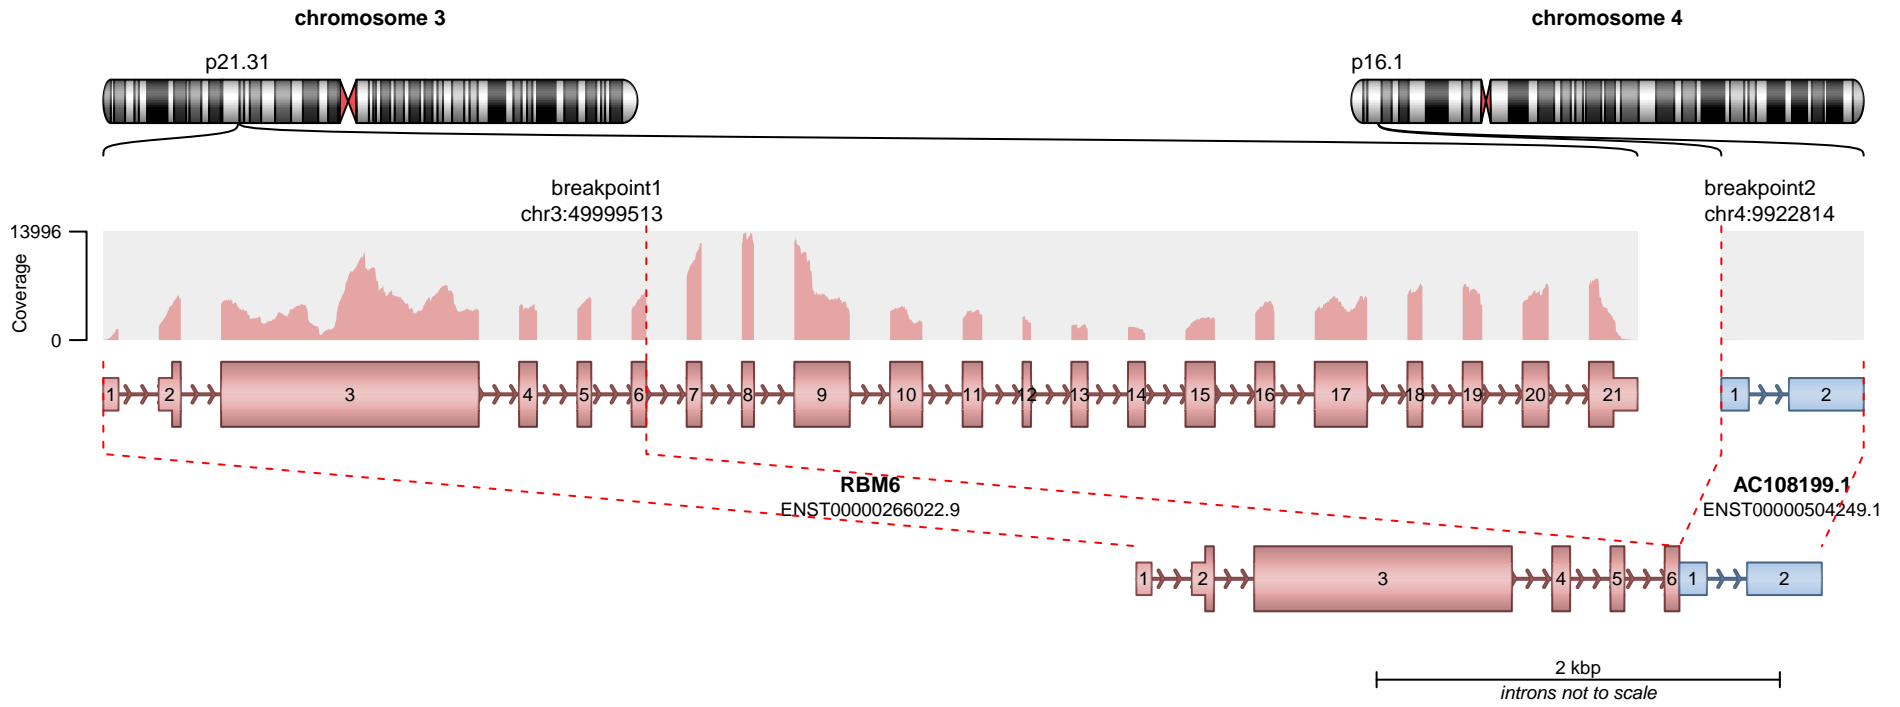 chromosome 3
chromosome 4
p21.31
p16.1
breakpoint1
chr3:49999513
breakpoint2
chr4:9922814
13996
Coverage
0
1 2 3 4 5 6 7 8 9 10 11 12 13 14 15 16 17 18 19 20 21 1 2
RBM6
ENST00000266022.9
AC108199.1
ENST00000504249.1
1 2 3 4 5 6 1 2
2 kbp
introns not to scale